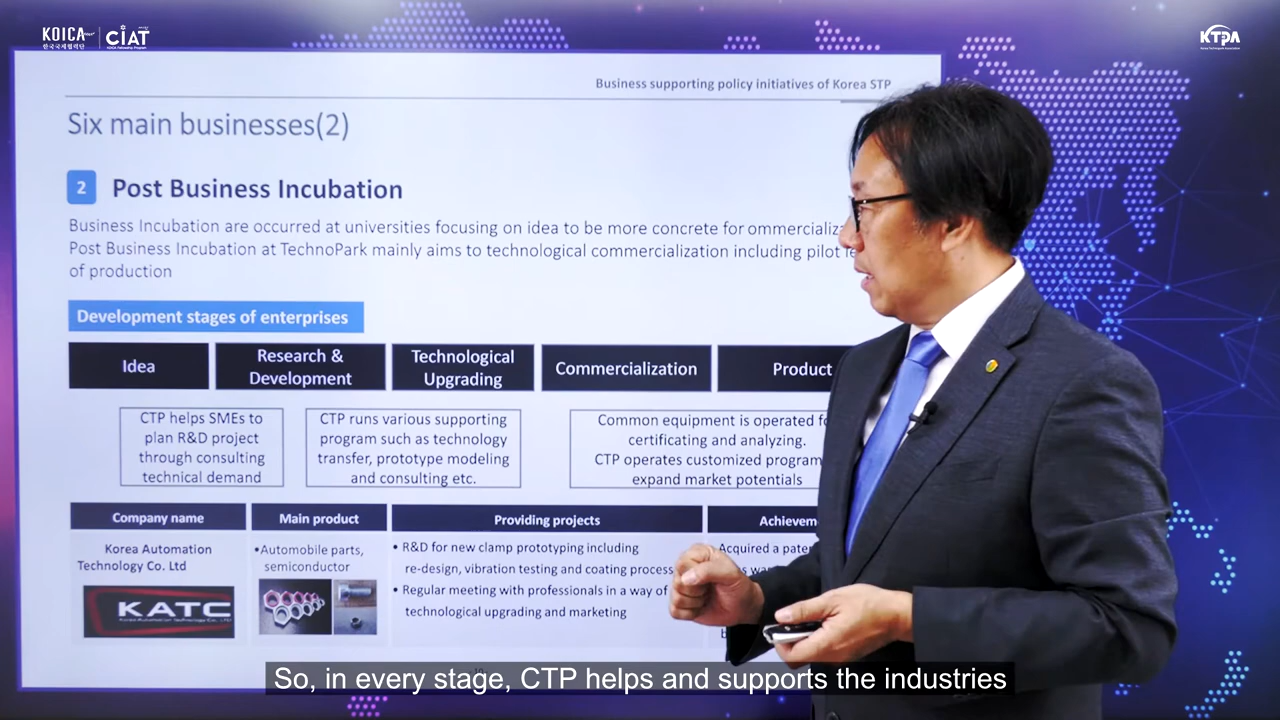 KOICA
한국국제협력단
CIAT
KOICA Fellowship Program
KTPA
Korea Technopark Association
Business supporting policy initiatives of Korea STP
Six main businesses(2)
2 Post Business Incubation
Business Incubation are occurred at universities focusing on idea to be more concrete for
Post Business Incubation at TechnoPark mainly aims to technological commercialization including pilot
of production
Development stages of enterprises
Idea
Research &
Development
Technological
Upgrading
Commercialization
Product
CTP helps SMEs to
plan R&D project
through consulting
technical demand
CTP runs various supporting
program such as technology
transfer, prototype modeling
and consulting etc.
Common equipment is operated
certificating and analyzing.
CTP operates customized program
expand market potentials
Company name
Main product
Providing projects
Korea Automation
Technology Co. Ltd
KATC
Korea Automation Technology Co., LTD
•Automobile parts,
semiconductor
• R&D for new clamp prototyping including
re-design, vibration testing and coating process
• Regular meeting with professionals in a way of
technological upgrading and marketing
Acquired a
So, in every stage, CTP helps and supports the industries